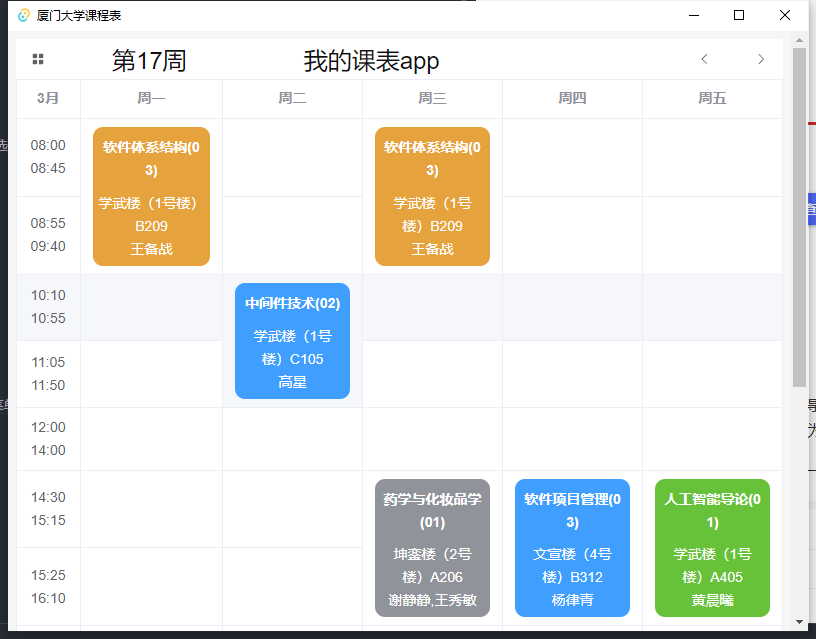 厦门大学课程表
第17周 我的课表app
3月 周一 周二 周三 周四 周五
08:00
08:45
软件体系结构(0
3)
学武楼（1号楼）
B209
王备战
软件体系结构(0
3)
学武楼（1号
楼）B209
王备战
08:55
09:40
10:10
10:55
中间件技术(02)
学武楼（1号
楼）C105
高星
11:05
11:50
12:00
14:00
14:30
15:15
药学与化妆品学
(01)
坤銮楼（2号
楼）A206
谢静静,王秀敏
软件项目管理(0
3)
文宣楼（4号
楼）B312
杨律青
人工智能导论(0
1)
学武楼（1号
楼）A405
黄晨曦
15:25
16:10